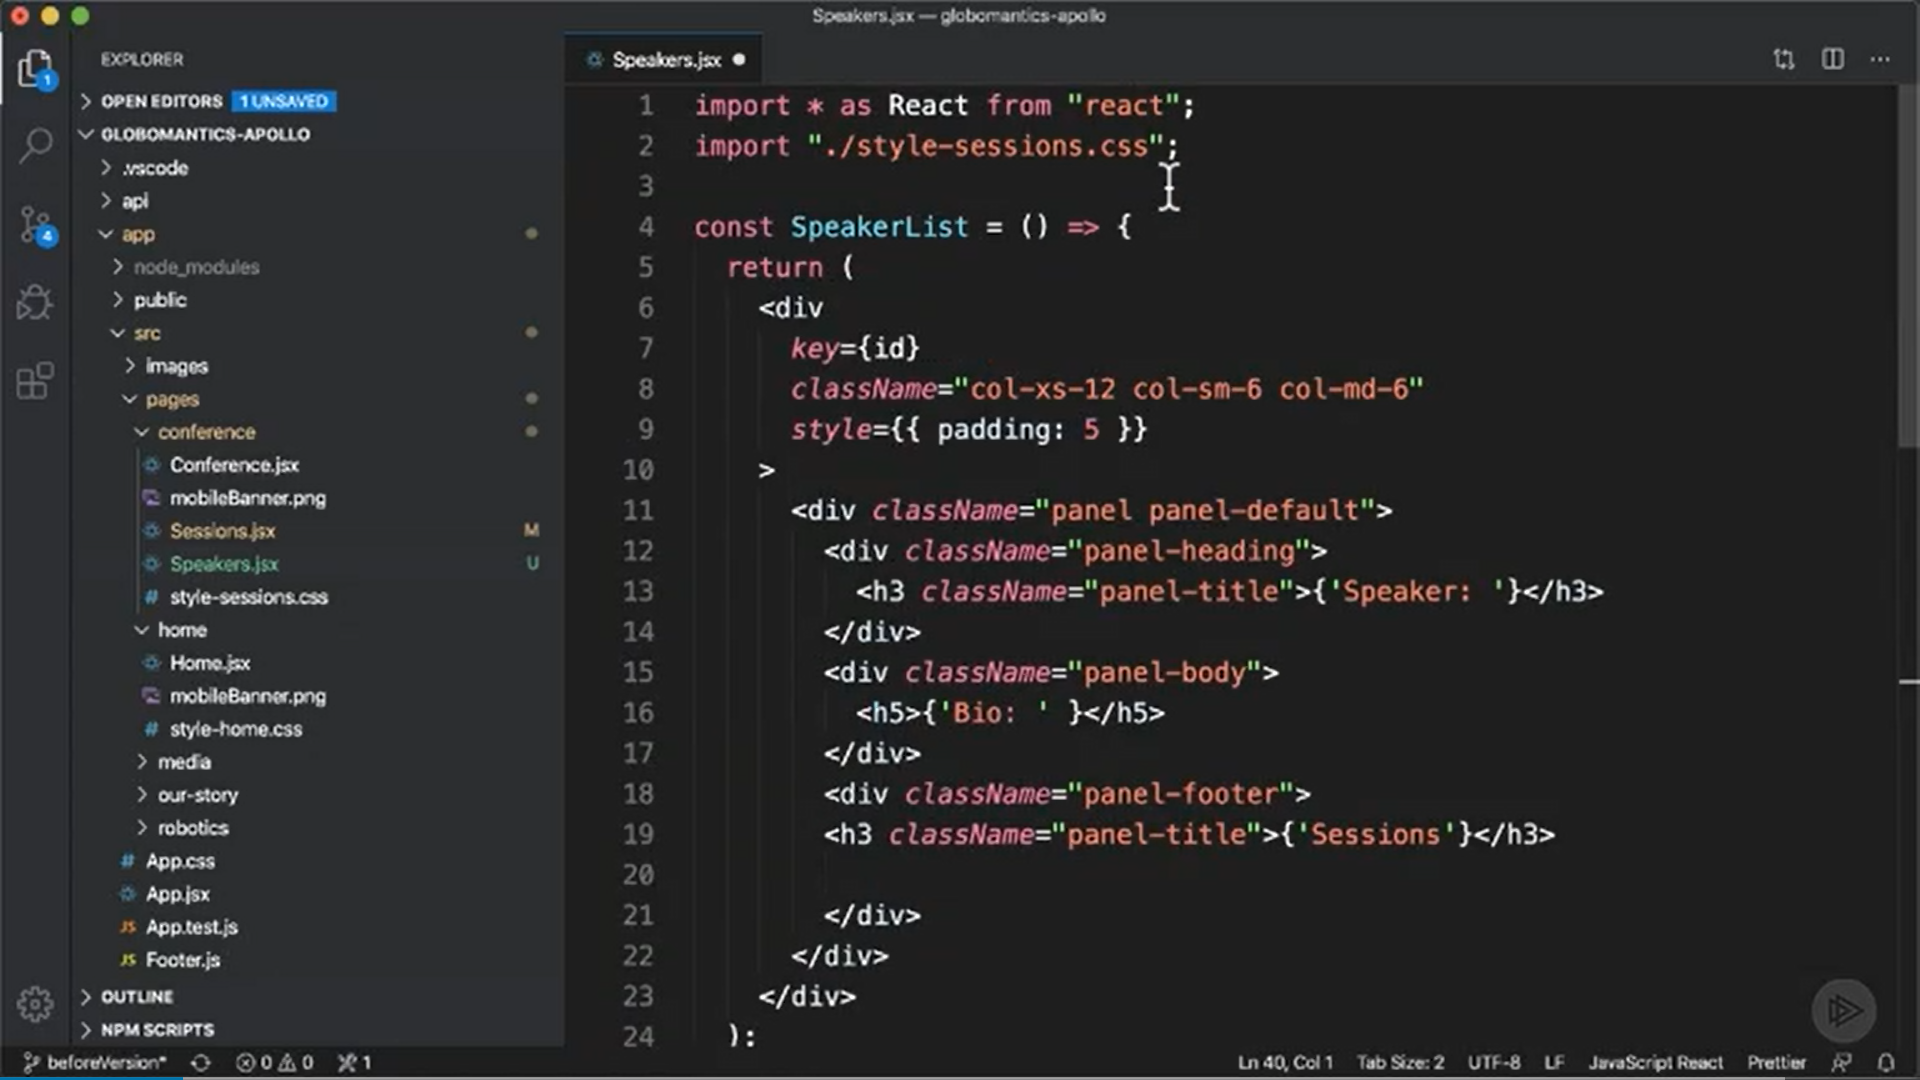 Speakers.jsx — globomantics-apollo
EXPLORER
OPEN EDITORS 1 UNSAVED
GLOBOMANTICS-APOLLO
.vscode
api
app
node_modules
public
src
images
pages
conference
Conference.jsx
mobileBanner.png
Sessions.jsx M
Speakers.jsx U
style-sessions.css
home
Home.jsx
mobileBanner.png
style-home.css
media
our-story
robotics
# App.css
App.jsx
JS App.test.js
JS Footer.js
OUTLINE
NPM SCRIPTS
1
4
Speakers.jsx
1 import * as React from "react";
2 import "./style-sessions.css";
3
4 const SpeakerList = () => {
5 return (
6 <div
7 key={id}
8 className="col-xs-12 col-sm-6 col-md-6"
9 style={{ padding: 5 }}
10 >
11 <div className="panel panel-default">
12 <div className="panel-heading">
13 <h3 className="panel-title">{'Speaker: '}</h3>
14 </div>
15 <div className="panel-body">
16 <h5>{'Bio: ' }</h5>
17 </div>
18 <div className="panel-footer">
19 <h3 className="panel-title">{'Sessions'}</h3>
20
21 </div>
22 </div>
23 </div>
24 );
beforeVersion* 0 0 1 Ln 40, Col 1 Tab Size: 2 UTF-8 LF JavaScript React Prettier